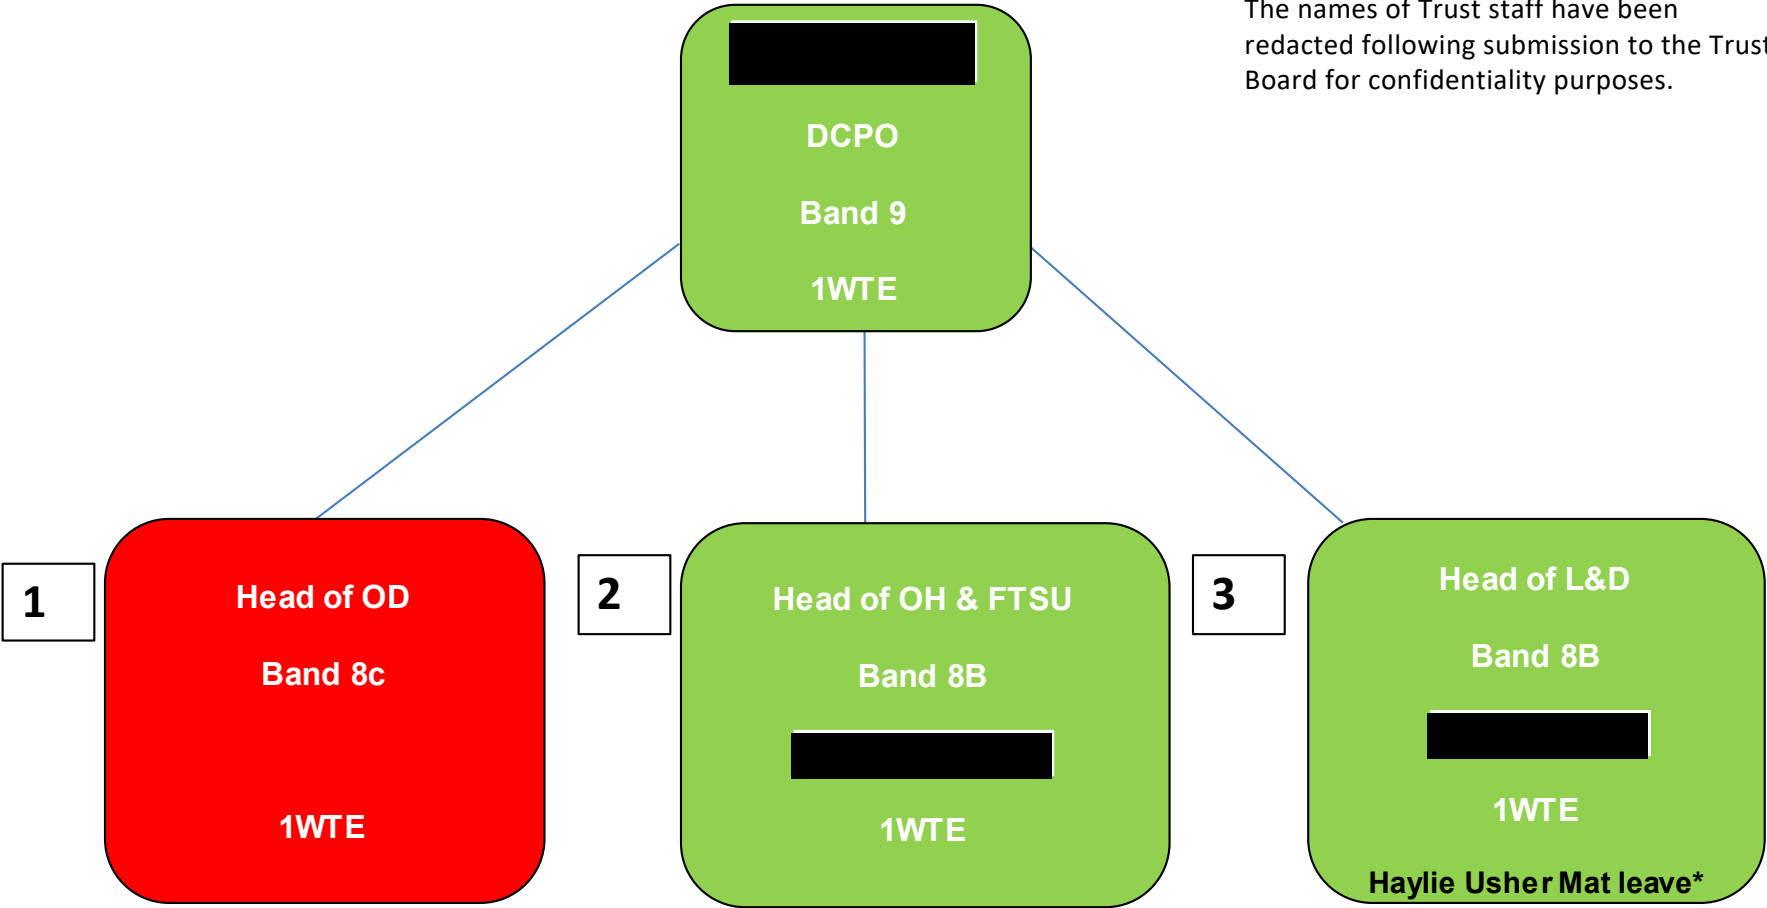 The names of Trust staff have been
redacted following submission to the Trust
Board for confidentiality purposes.
DCPO
Band 9
1WTE
1
Head of OD
Band 8c
1WTE
2
Head of OH & FTSU
Band 8B
1WTE
3
Head of L&D
Band 8B
1WTE
Haylie Usher Mat leave*